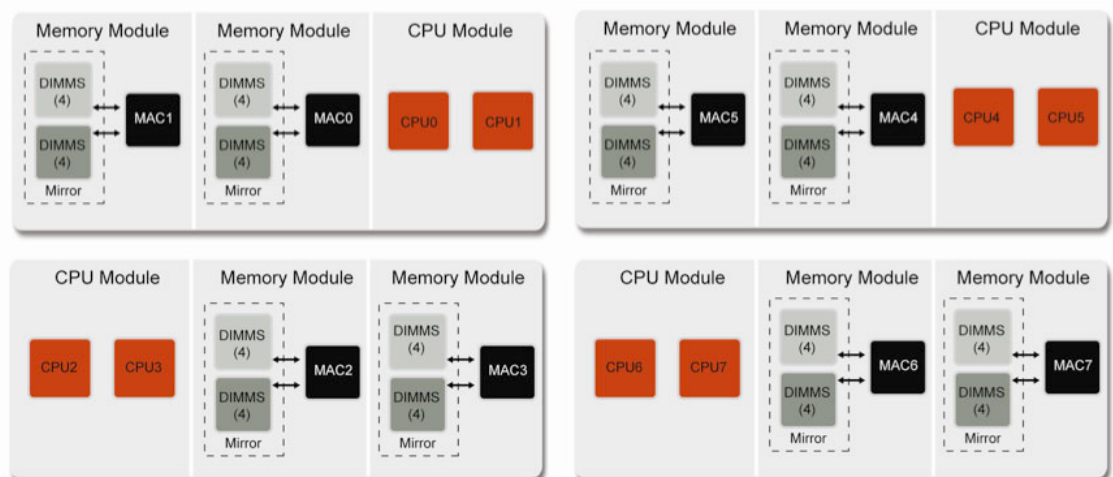 Memory Module
DIMMS
(4)
DIMMS
(4)
Mirror
MAC1
Memory Module
DIMMS
(4)
DIMMS
(4)
Mirror
MAC0
CPU Module
CPU0
CPU1
Memory Module
DIMMS
(4)
DIMMS
(4)
Mirror
MAC5
Memory Module
DIMMS
(4)
DIMMS
(4)
Mirror
MAC4
CPU Module
CPU4
CPU5
CPU Module
CPU2
CPU3
Memory Module
DIMMS
(4)
DIMMS
(4)
Mirror
MAC2
Memory Module
DIMMS
(4)
DIMMS
(4)
Mirror
MAC3
CPU Module
CPU6
CPU7
Memory Module
DIMMS
(4)
DIMMS
(4)
Mirror
MAC6
Memory Module
DIMMS
(4)
DIMMS
(4)
Mirror
MAC7